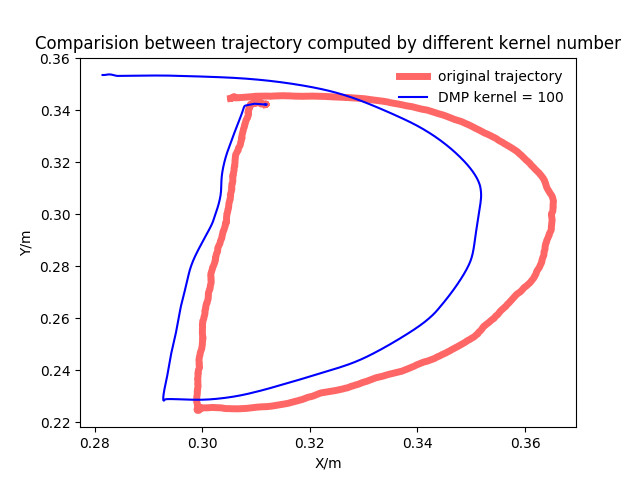 Comparision between trajectory computed by different kernel number
original trajectory
DMP kernel = 100
Y/m
0.36
0.34
0.32
0.30
0.28
0.26
0.24
0.22
0.28 0.30 0.32 0.34 0.36
X/m